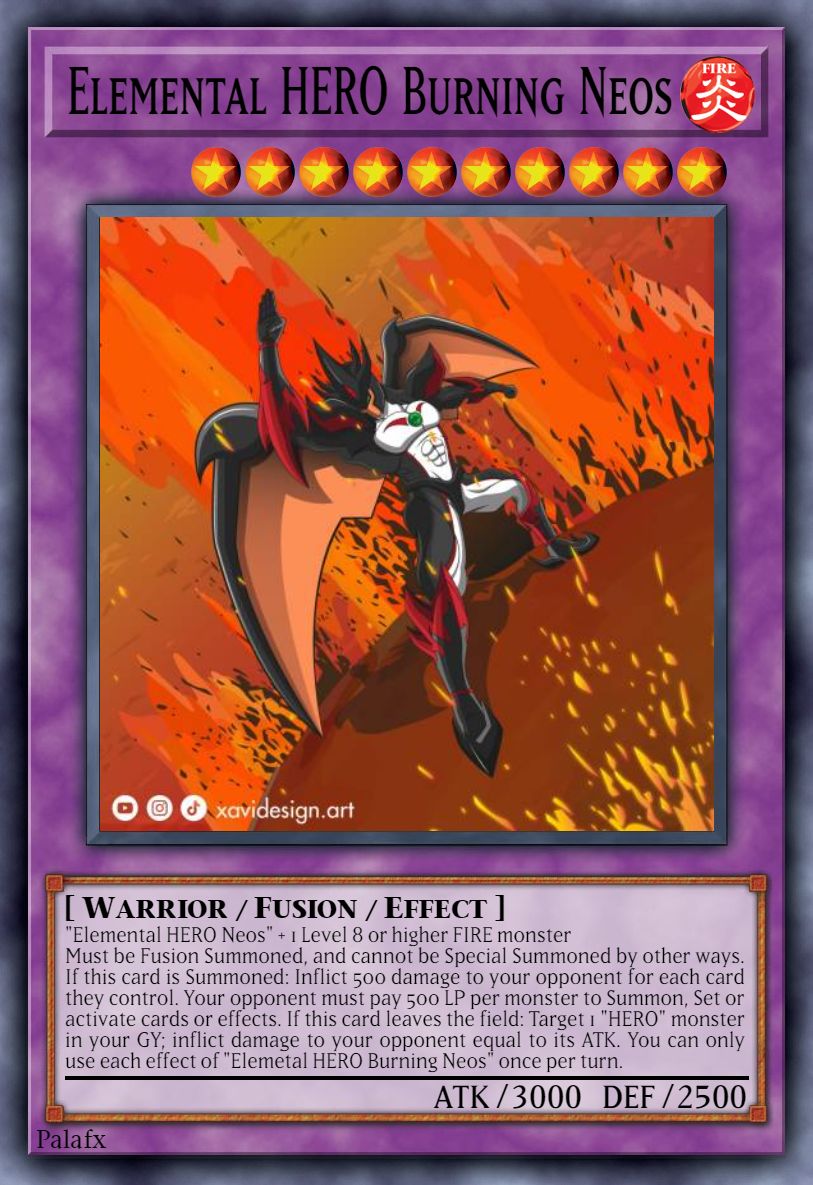 Elemental HERO Burning Neos
FIRE
炎
xavidesign.art
[ Warrior / Fusion / Effect ]
"Elemental HERO Neos" + 1 Level 8 or higher FIRE monster
Must be Fusion Summoned, and cannot be Special Summoned by other ways.
If this card is Summoned: Inflict 500 damage to your opponent for each card
they control. Your opponent must pay 500 LP per monster to Summon, Set or
activate cards or effects. If this card leaves the field: Target 1 "HERO" monster
in your GY; inflict damage to your opponent equal to its ATK. You can only
use each effect of "Elemetal HERO Burning Neos" once per turn.
ATK/3000 DEF/2500
Palafx